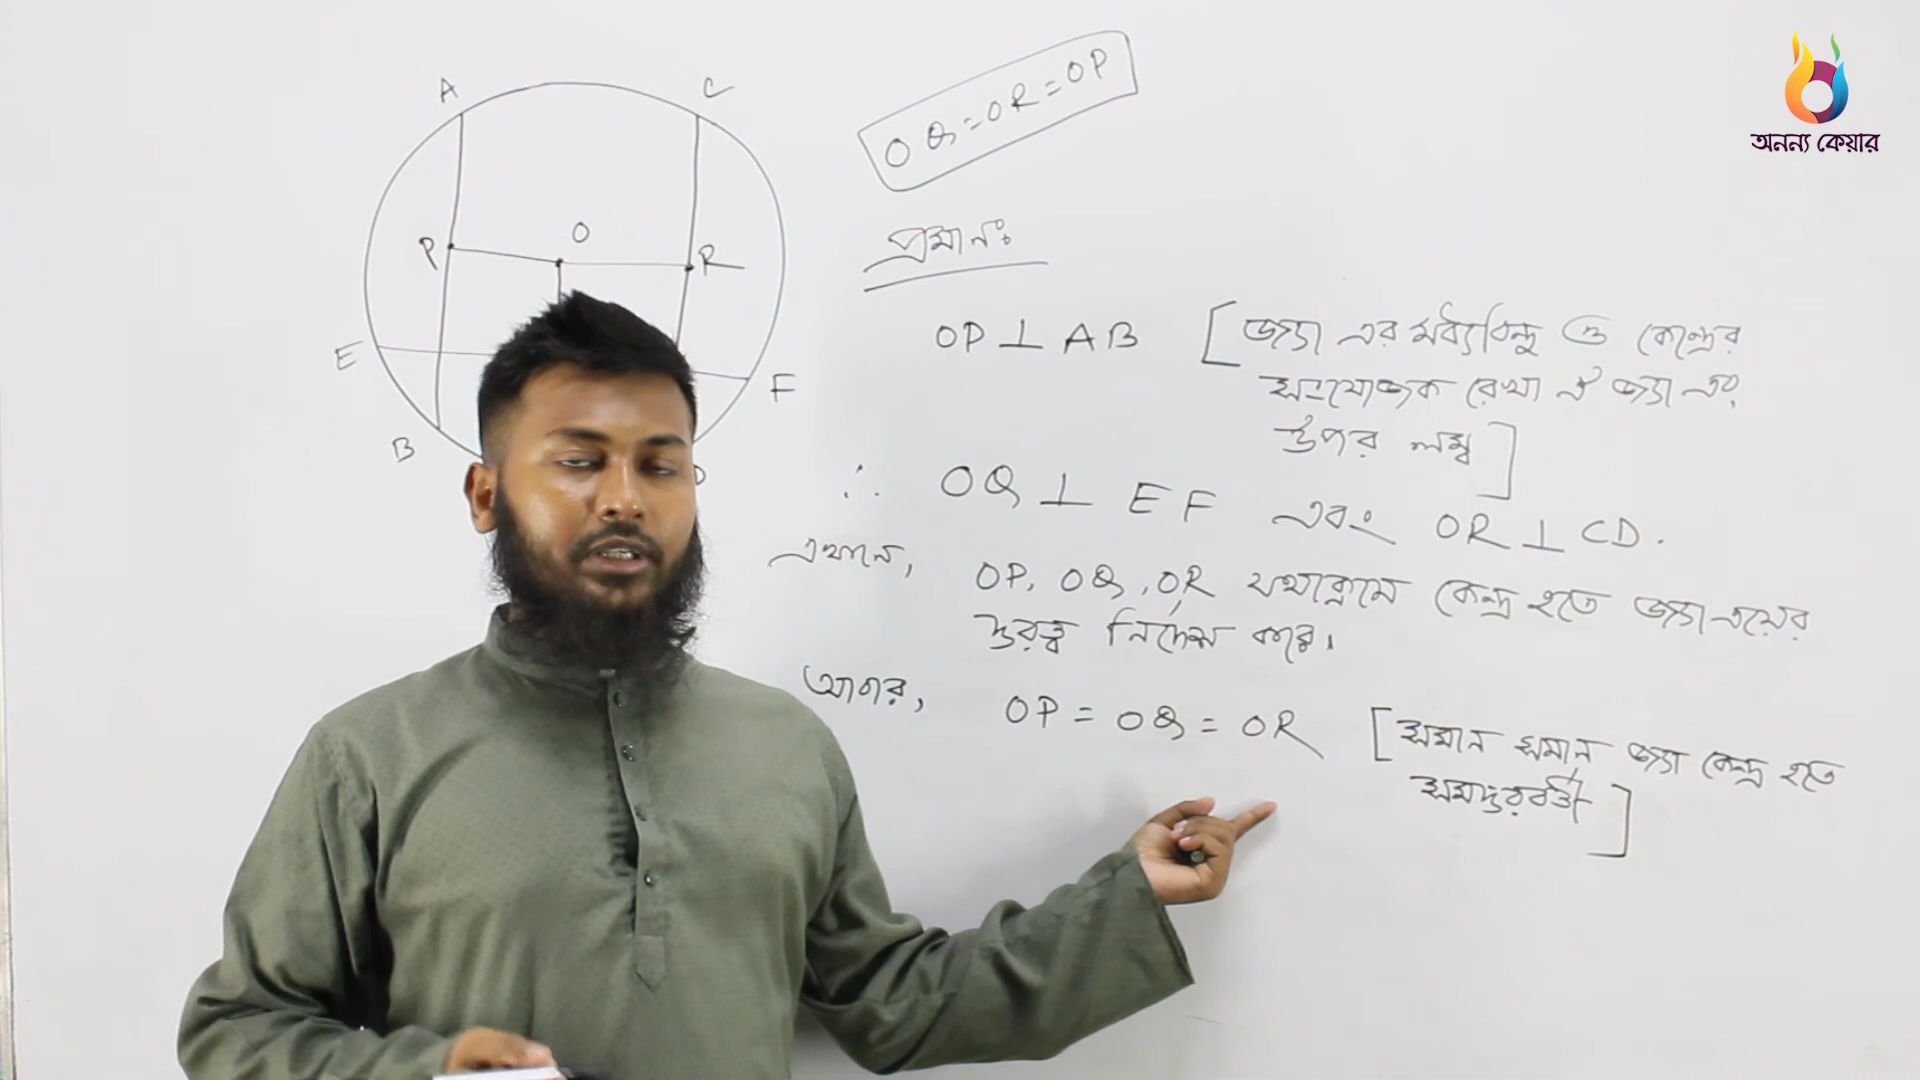 অনন্য কেয়ার
A
C
OQ = OR = OP
P
O
R
E
F
B
D
প্রমানঃ
OP ⊥ AB [জ্যা এর মধ্যবিন্দু ও কেন্দ্রের
সংযোজক রেখা ঐ জ্যা এর
উপর লম্ব]
∴ OQ ⊥ EF এবং OR ⊥ CD.
এখানে, OP, OQ, OR যথাক্রমে কেন্দ্র হতে জ্যাএয়ের
দূরত্ব নির্দেশ করে।
আবার, OP = OQ = OR [সমান সমান জ্যা কেন্দ্র হতে
সমদূরবর্তী]